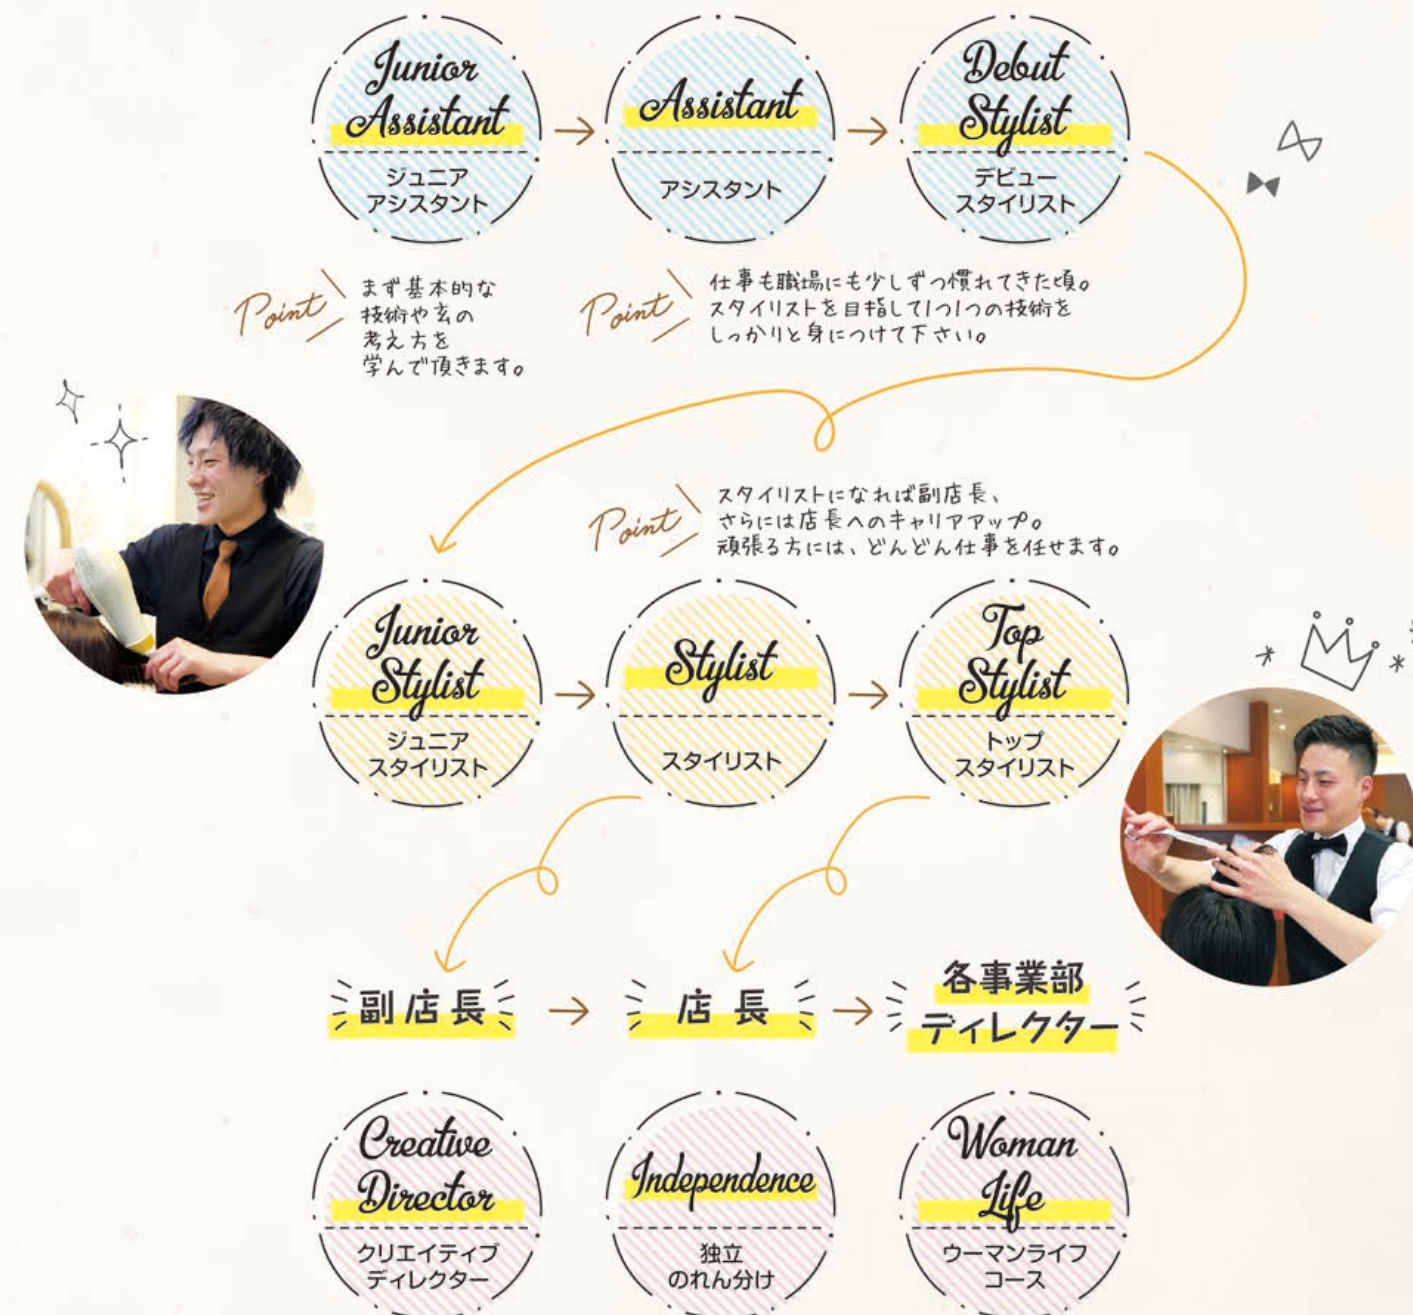 Junior
Assistant
ジュニア
アシスタント
Assistant
アシスタント
Debut
Stylist
デビュー
スタイリスト
Point
まず基本的な
技術や玄の
考え方を
学んで頂きます。
Point
仕事も職場にも少しずつ慣れてきた頃。
スタイリストを目指して1つ1つの技術を
しっかりと身につけて下さい。
Point
スタイリストになれば副店長、
さらには店長へのキャリアアップ。
頑張る方には、どんどん仕事を任せます。
Junior
Stylist
ジュニア
スタイリスト
Stylist
スタイリスト
Top
Stylist
トップ
スタイリスト
副店長
店長
各事業部
ディレクター
Creative
Director
クリエイティブ
ディレクター
Independence
独立
のれん分け
Woman
Life
ウーマンライフ
コース